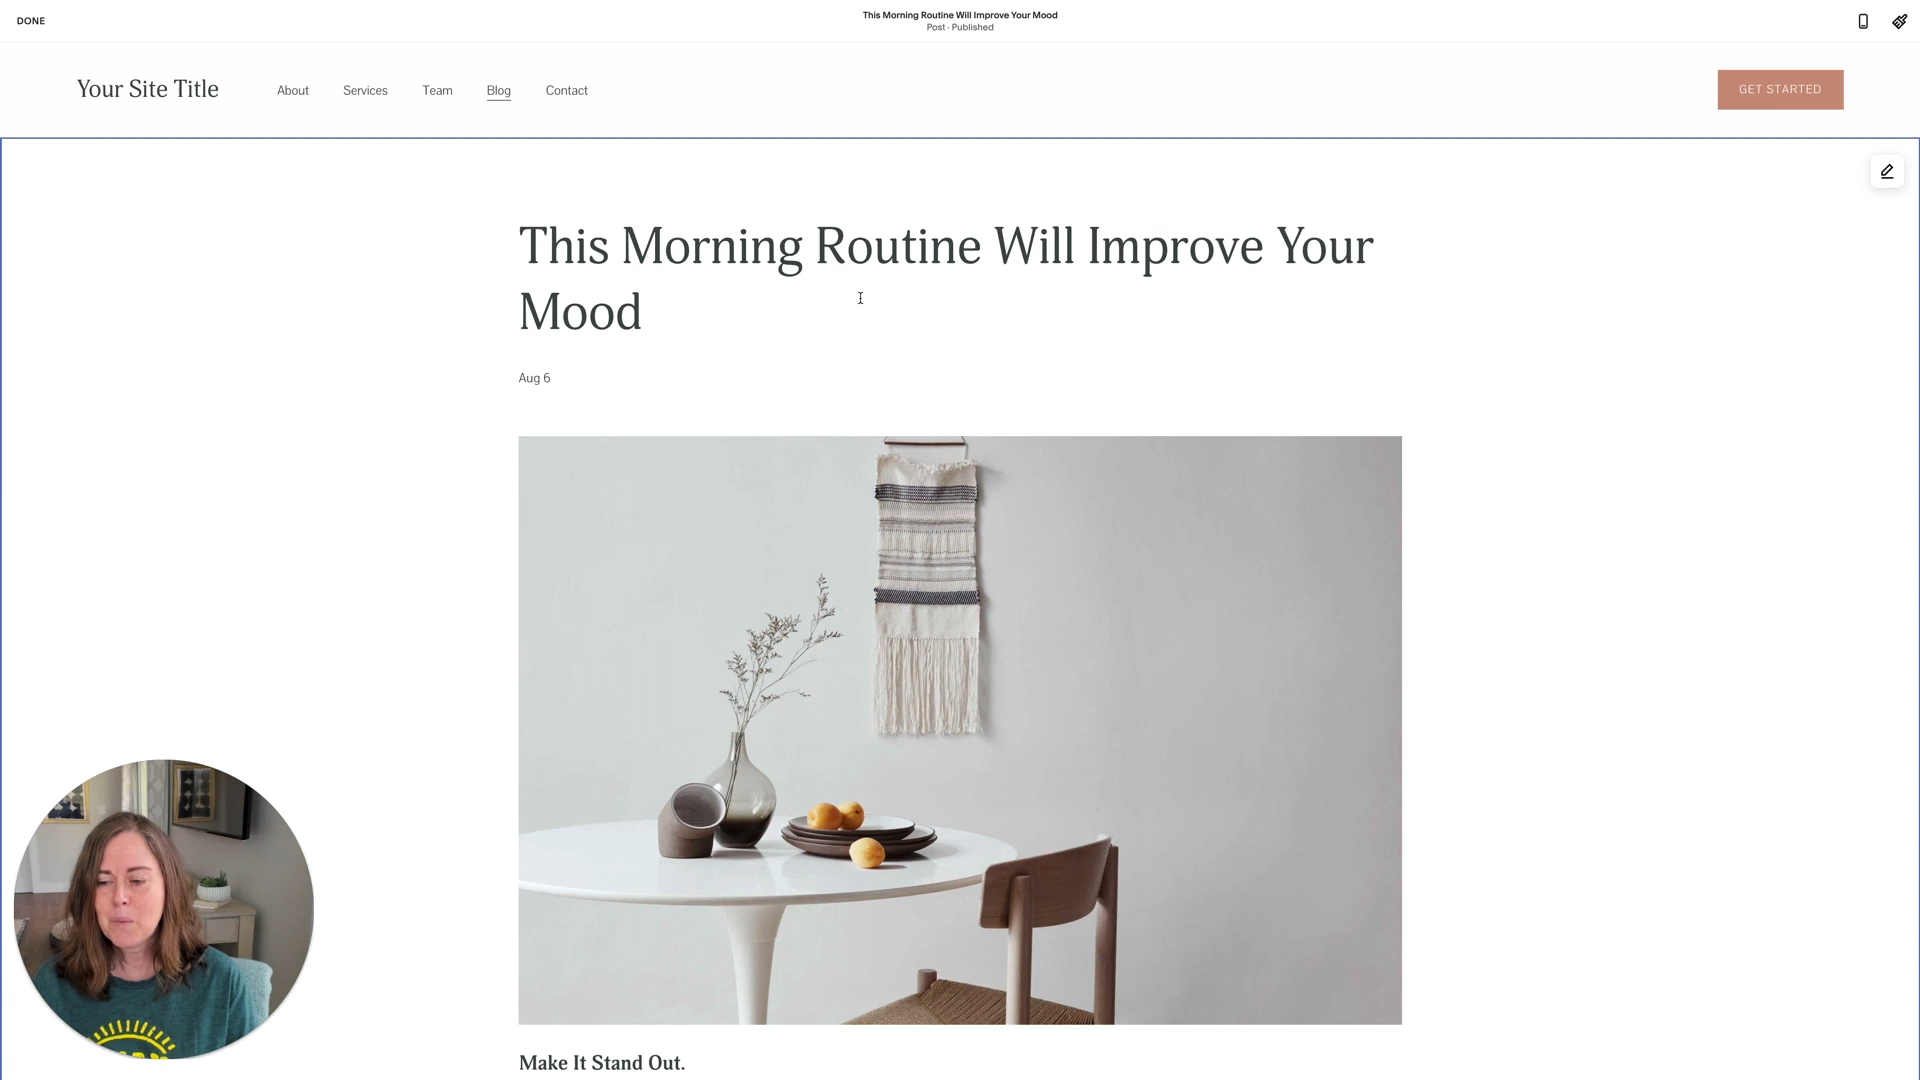 DONE
This Morning Routine Will Improve Your Mood
Post · Published
Your Site Title
About
Services
Team
Blog
Contact
GET STARTED
This Morning Routine Will Improve Your
Mood
Aug 6
Make It Stand Out.